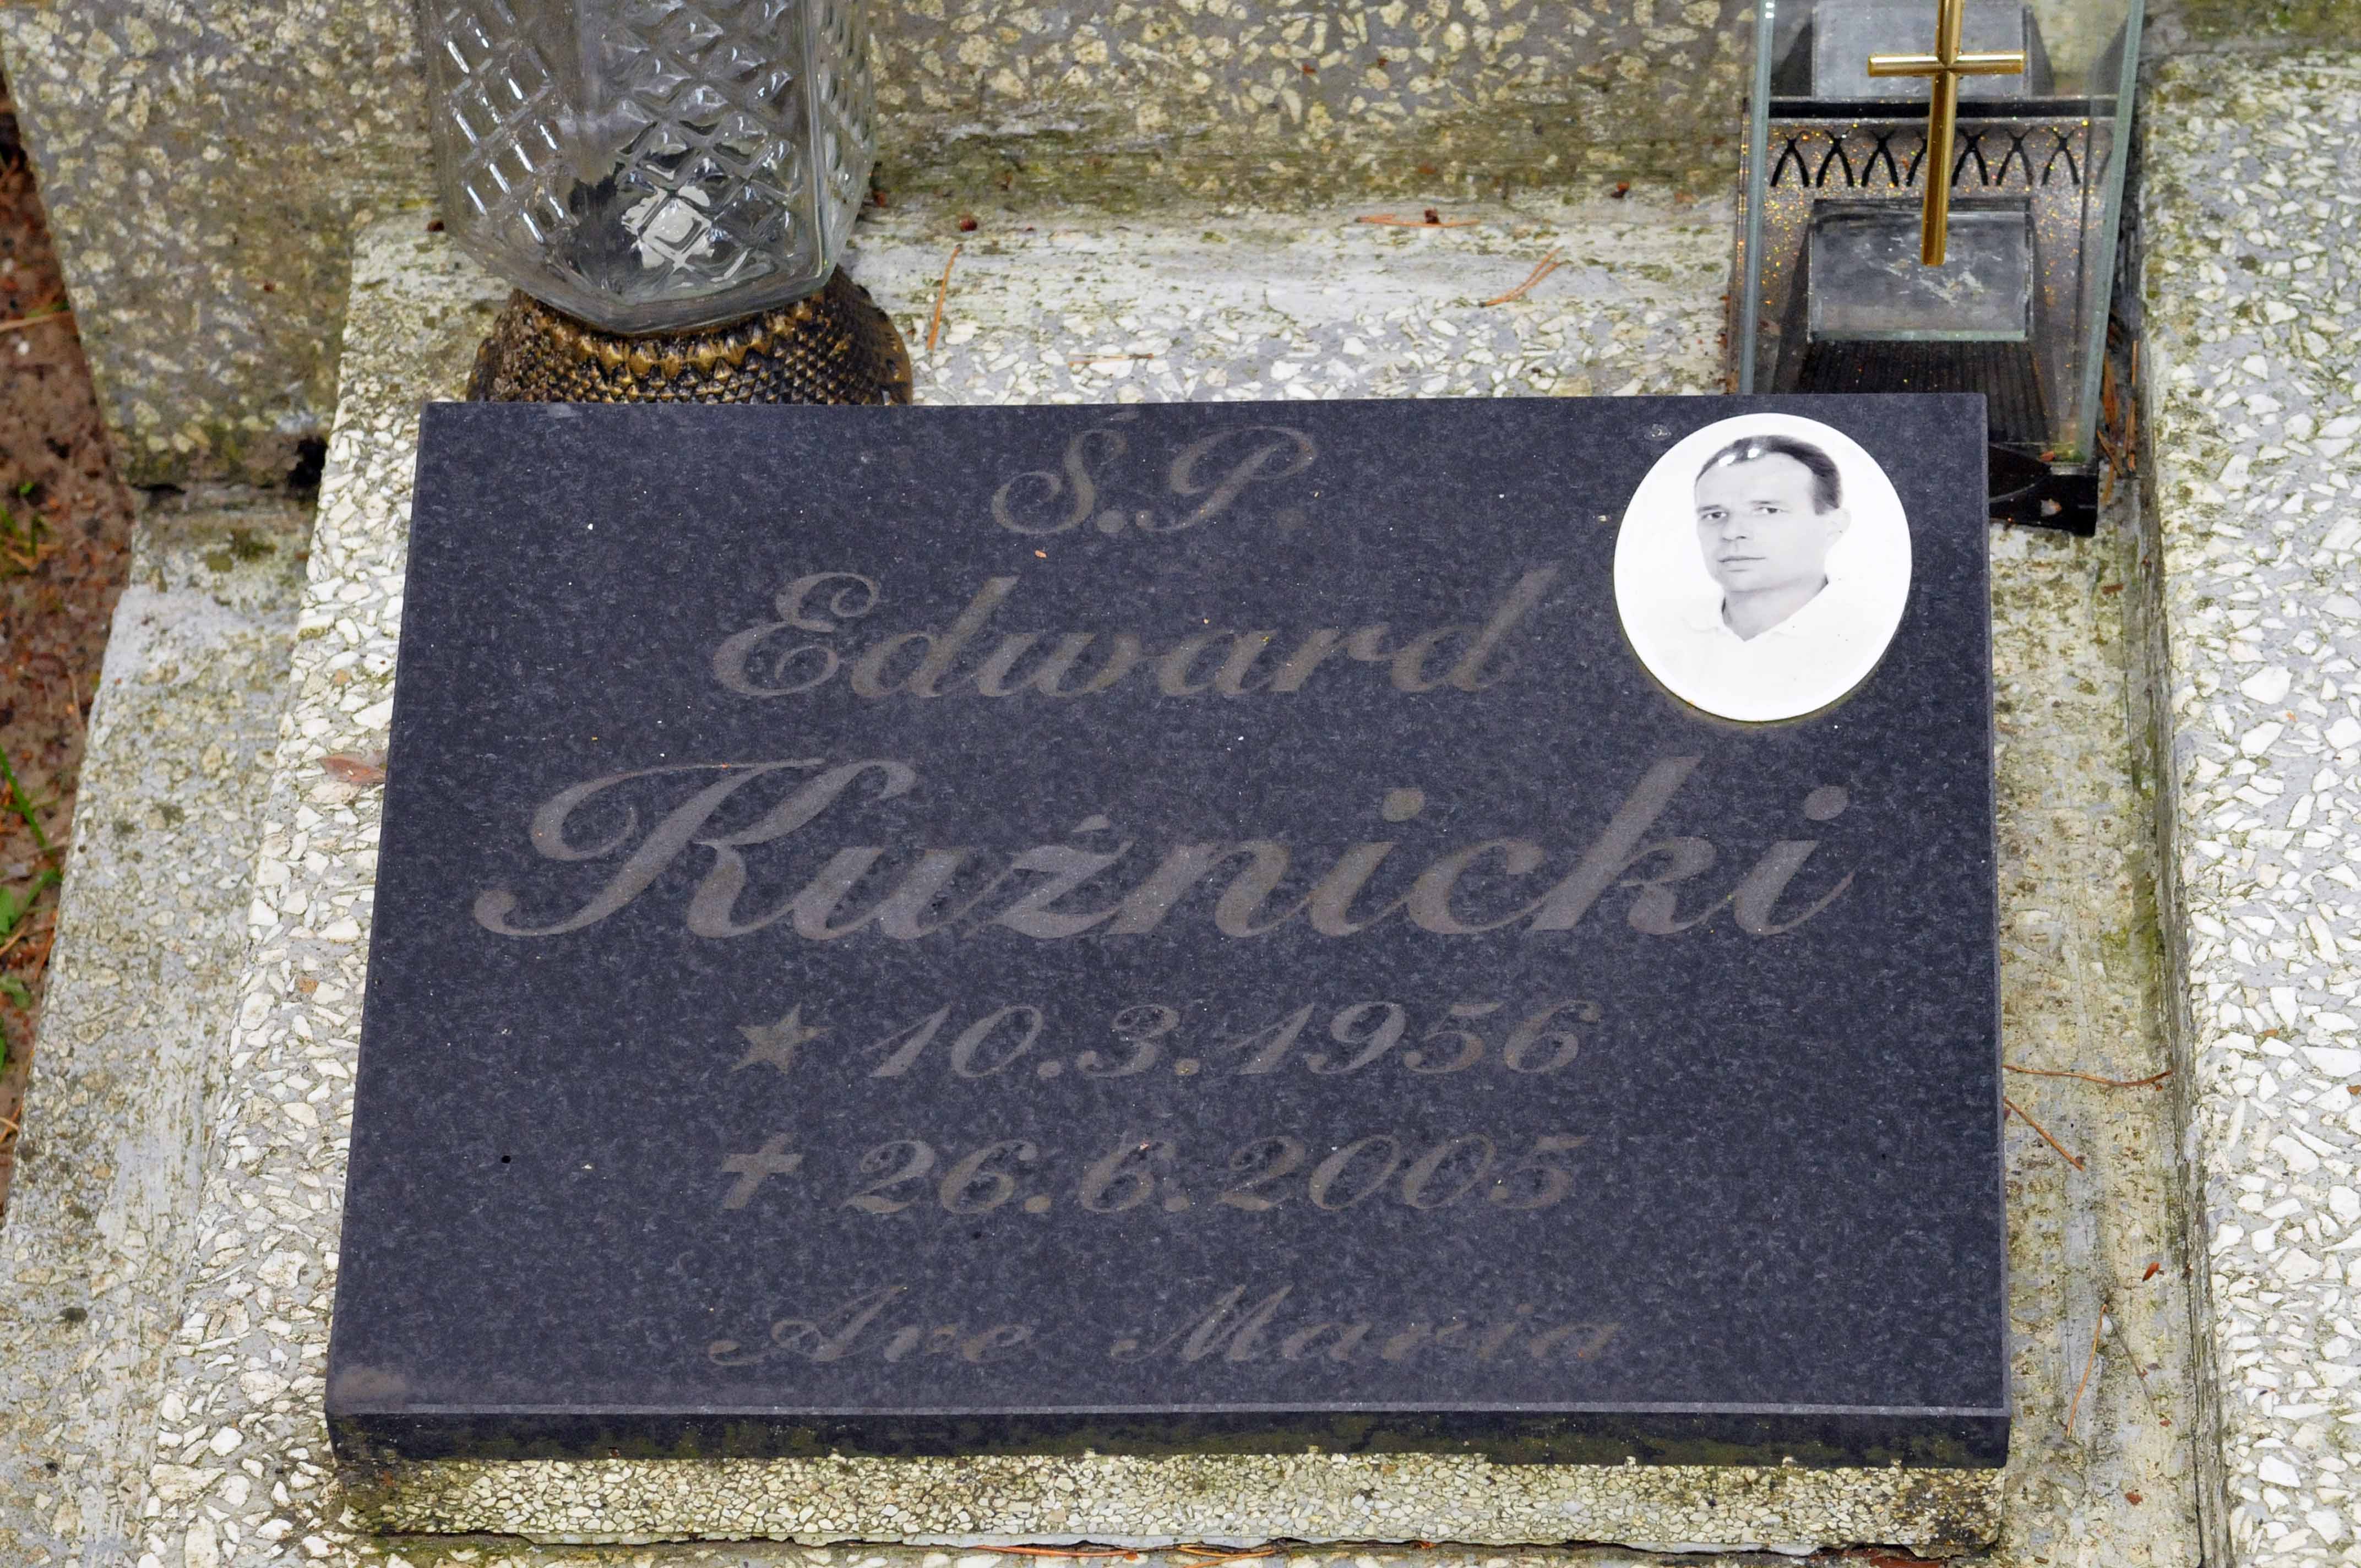 Ś.P.
Edward
Kuźnicki
★ 10.3.1956
✝ 26.6.2005
Ave Maria